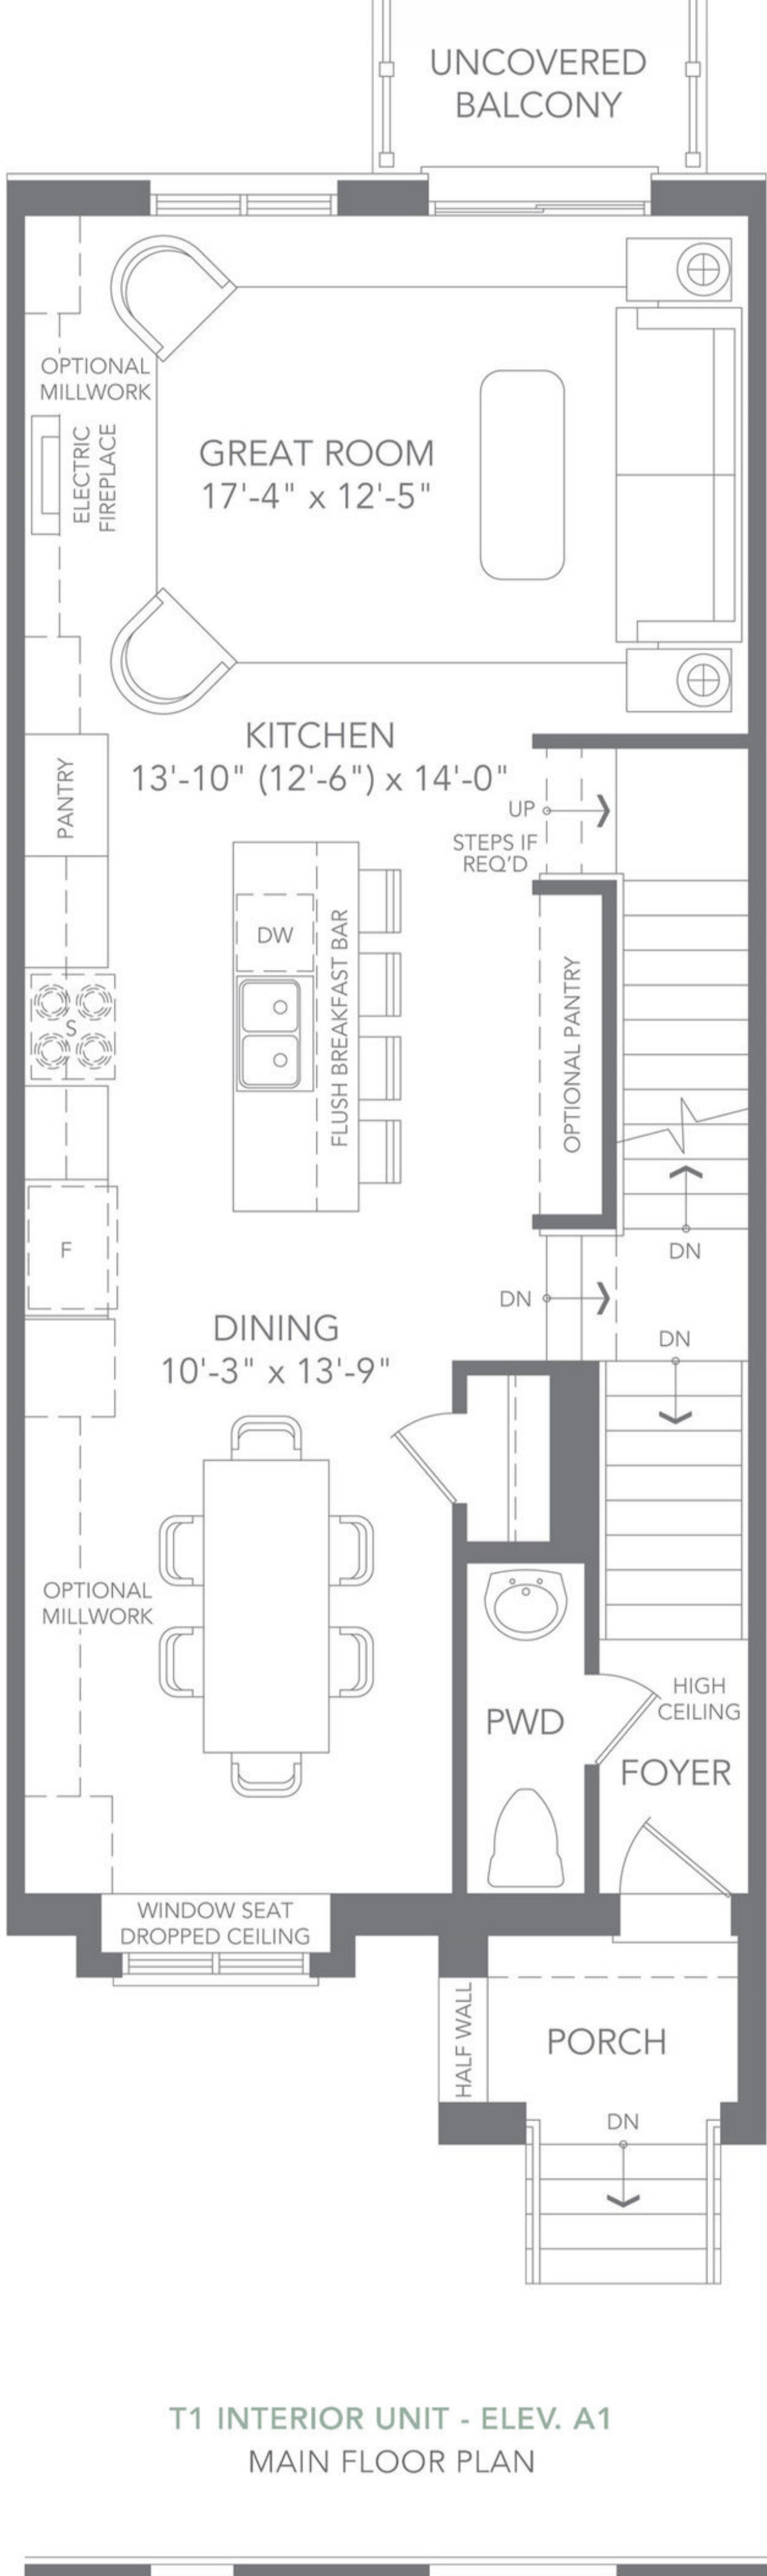 UNCOVERED
BALCONY
OPTIONAL
MILLWORK
ELECTRIC
FIREPLACE
GREAT ROOM
17'-4" x 12'-5"
KITCHEN
13'-10" (12'-6") x 14'-0"
PANTRY
UP
STEPS IF
REQ'D
DW
FLUSH BREAKFAST BAR
OPTIONAL PANTRY
S
F
DN
DN
DN
DINING
10'-3" x 13'-9"
OPTIONAL
MILLWORK
PWD
HIGH
CEILING
FOYER
WINDOW SEAT
DROPPED CEILING
HALF WALL
PORCH
DN
T1 INTERIOR UNIT - ELEV. A1
MAIN FLOOR PLAN